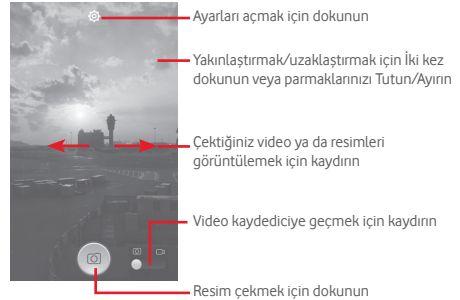 Ayarları açmak için dokunun
Yakınlaştırmak/uzaklaştırmak için İki kez
dokunun veya parmaklarınızı Tutun/Ayırın
Çektiğiniz video ya da resimleri
görüntülemek için kaydırın
Video kaydediciye geçmek için kaydırın
Resim çekmek için dokunun